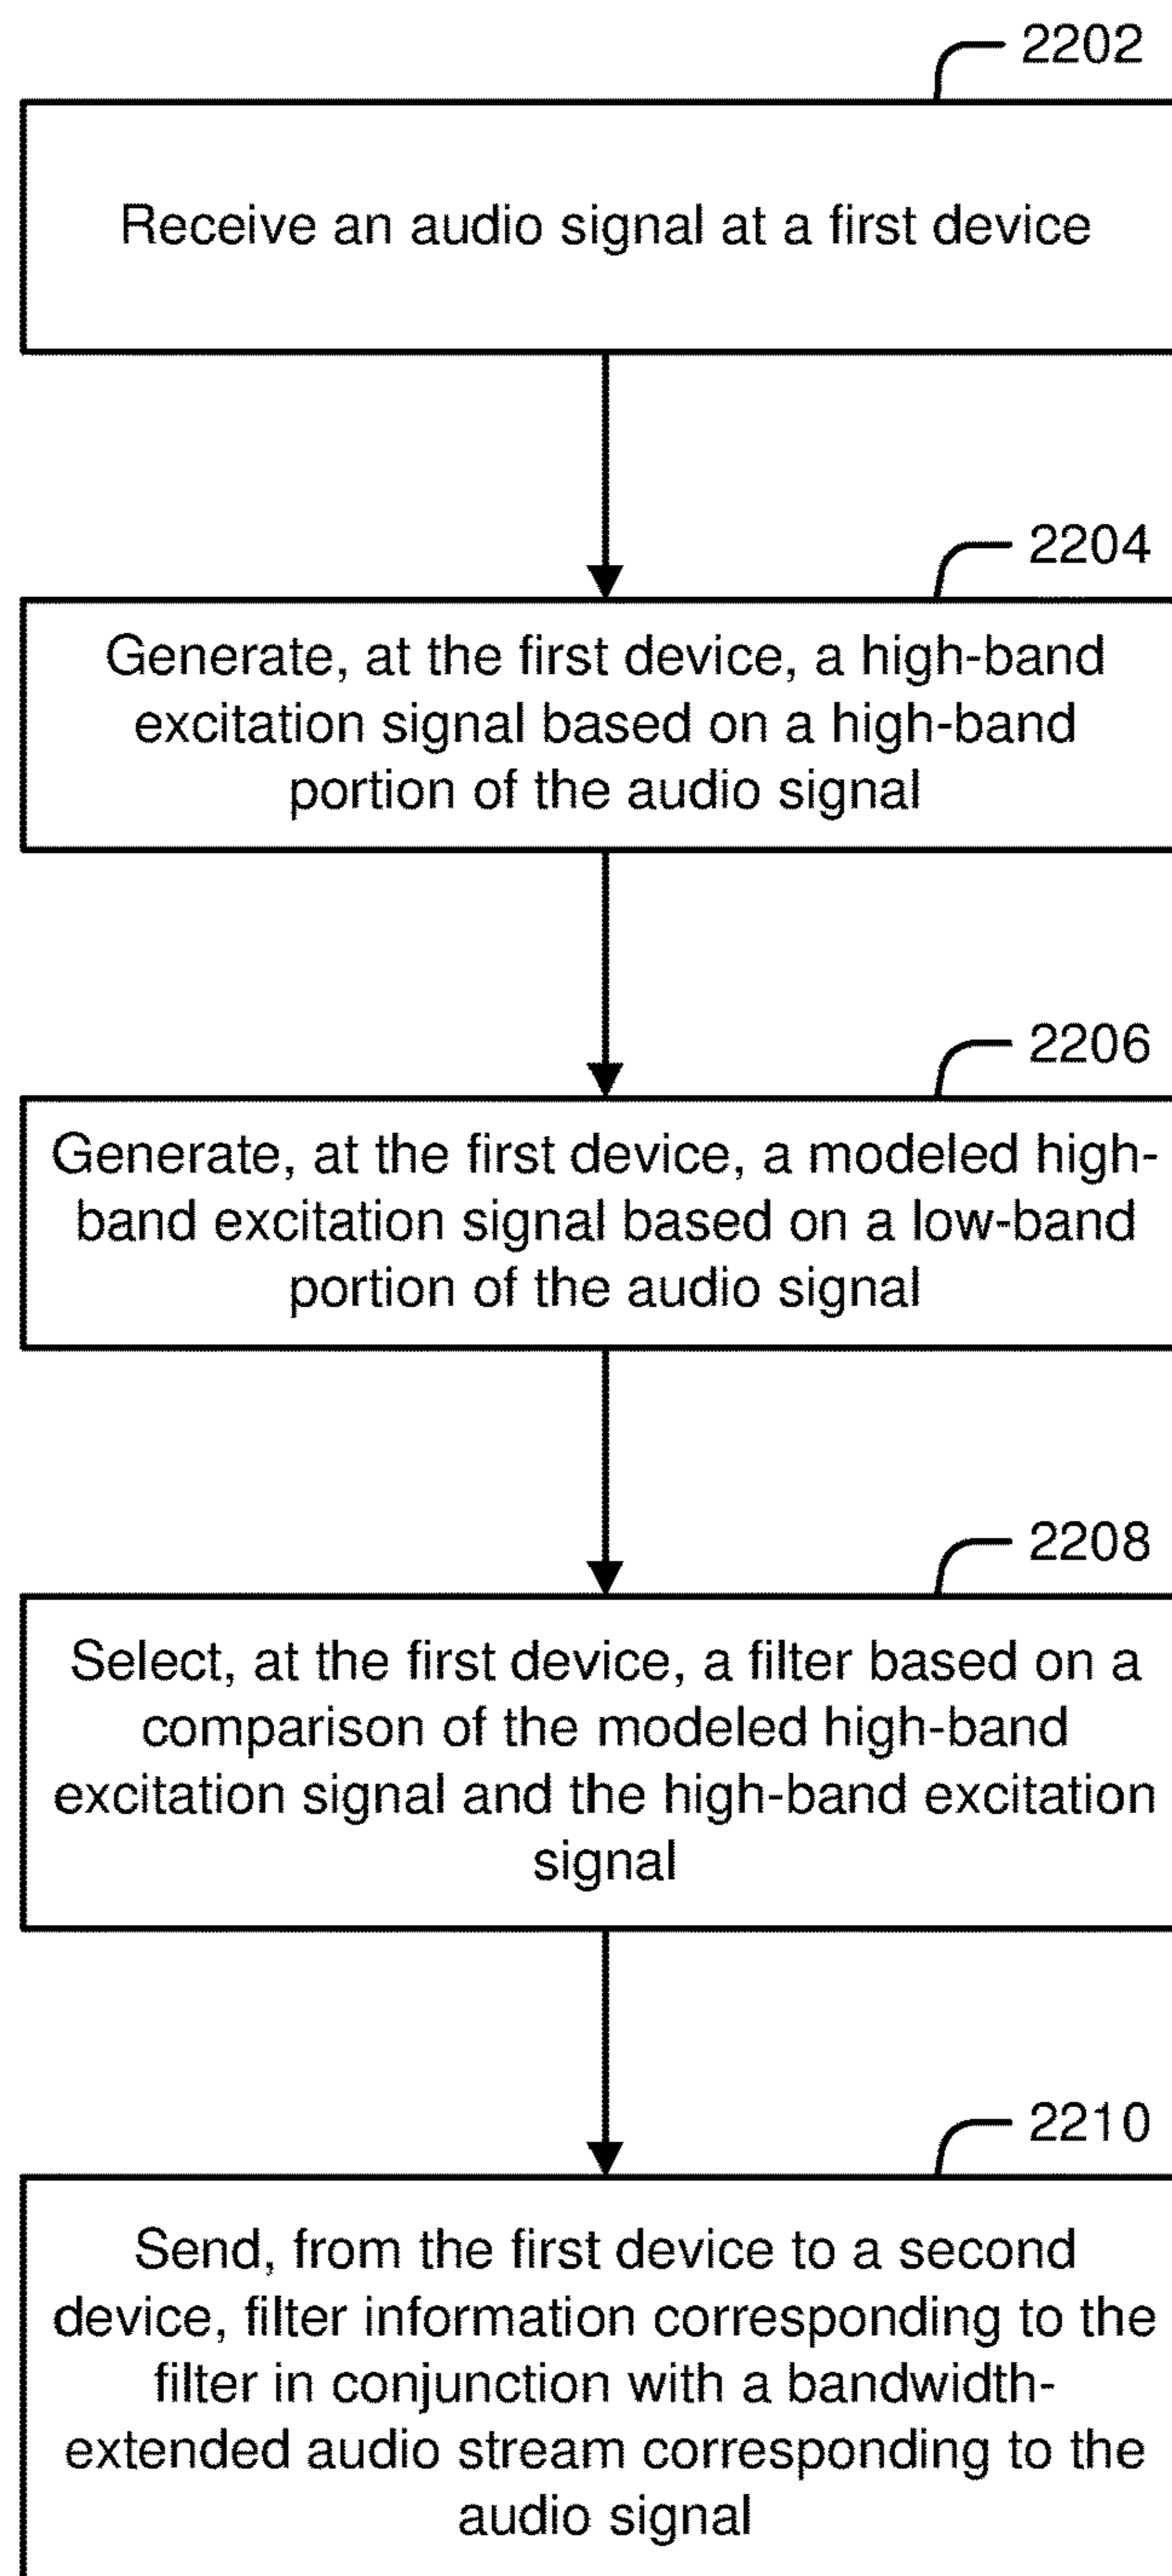 2202
Receive an audio signal at a first device
2204
Generate, at the first device, a high-band
excitation signal based on a high-band
portion of the audio signal
2206
Generate, at the first device, a modeled high-
band excitation signal based on a low-band
portion of the audio signal
2208
Select, at the first device, a filter based on a
comparison of the modeled high-band
excitation signal and the high-band excitation
signal
2210
Send, from the first device to a second
device, filter information corresponding to the
filter in conjunction with a bandwidth-
extended audio stream corresponding to the
audio signal